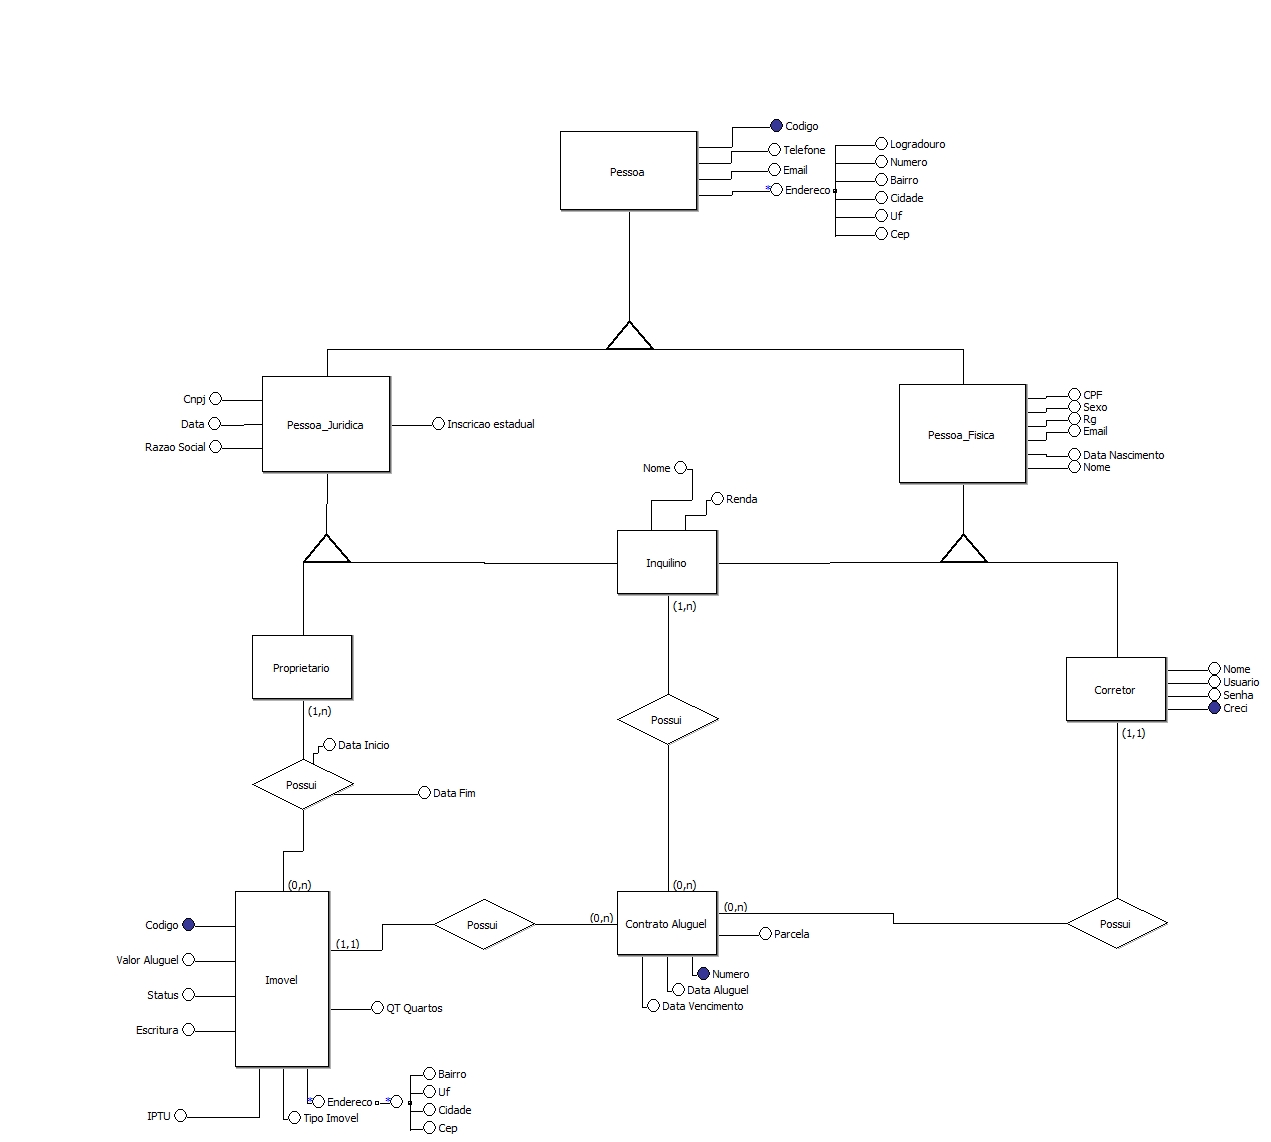 Codigo
Pessoa
Telefone
Email
* Endereco
Logradouro
Numero
Bairro
Cidade
Uf
Cep
Cnpj
Data
Razao Social
Pessoa_Juridica
Inscricao estadual
Pessoa_Fisica
CPF
Sexo
Rg
Email
Data Nascimento
Nome
Nome
Renda
Inquilino
(1,n)
Proprietario
(1,n)
Possui
Corretor
Nome
Usuario
Senha
Creci
(1,1)
Data Inicio
Possui
Data Fim
(0,n)
(0,n)
Codigo
Valor Aluguel
Status
Escritura
Imovel
(1,1)
Possui
(0,n)
Contrato Aluguel
(0,n)
Possui
Parcela
Numero
Data Aluguel
Data Vencimento
QT Quartos
IPTU
Tipo Imovel
* Endereco *
Bairro
Uf
Cidade
Cep